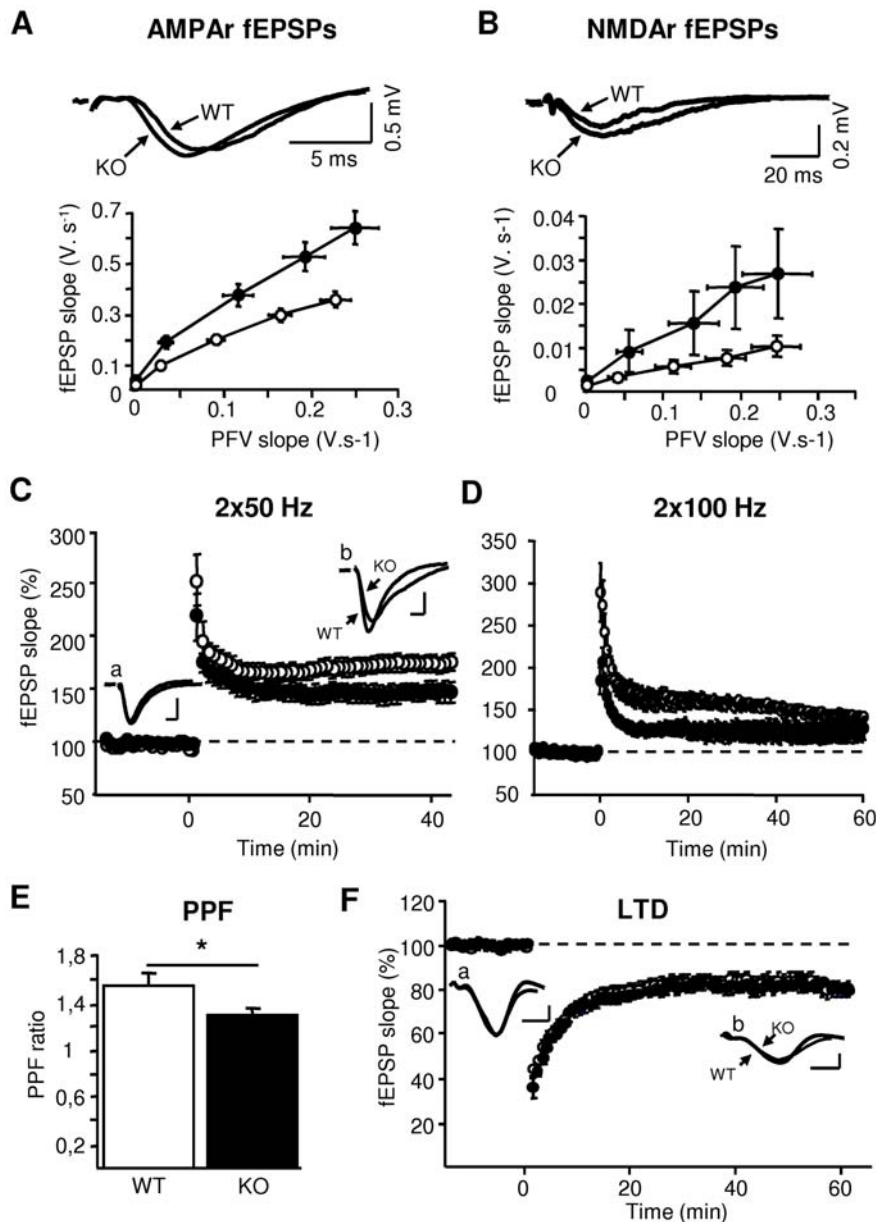 A AMPAr fEPSPs
WT
KO
0.5 mV
5 ms
fEPSP slope (V. s-1)
0.7
0.5
0.3
0.1
0
0 0.1 0.2 0.3
PFV slope (V.s-1)
B NMDAr fEPSPs
WT
KO
0.2 mV
20 ms
fEPSP slope (V. s-1)
0.04
0.03
0.02
0.01
0
0 0.1 0.2 0.3
PFV slope (V.s-1)
C 2x50 Hz
fEPSP slope (%)
300
250
200
150
100
50
a
b
KO
WT
0 20 40
Time (min)
D 2x100 Hz
350
300
250
200
150
100
50
0 20 40 60
Time (min)
E PPF
*
PPF ratio
1,8
1,4
1
0,6
0,2
WT KO
F LTD
fEPSP slope (%)
120
100
80
60
40
20
a
b
KO
WT
0 20 40 60
Time (min)